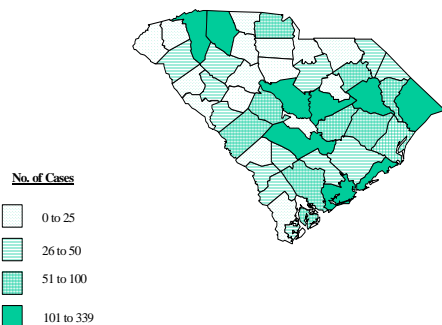 No. of Cases
0 to 25
26 to 50
51 to 100
101 to 339